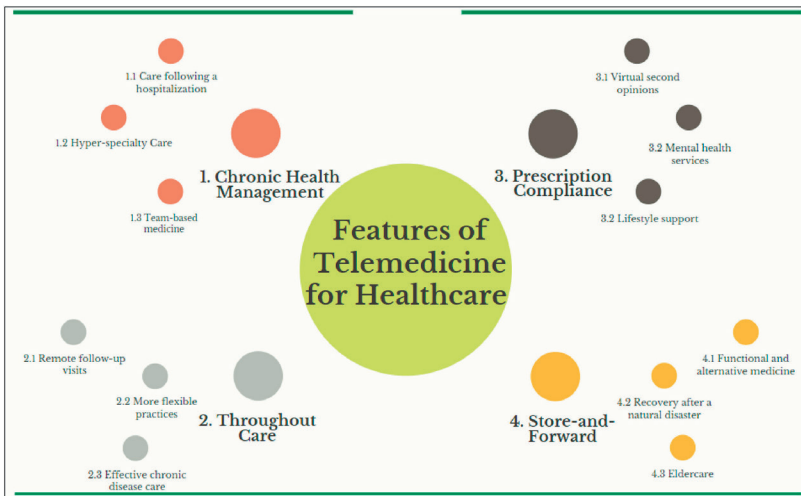 Features of
Telemedicine
for Healthcare
1. Chronic Health
Management
1.1 Care following a
hospitalization
1.2 Hyper-specialty Care
1.3 Team-based
medicine
2. Throughout
Care
2.1 Remote follow-up
visits
2.2 More flexible
practices
2.3 Effective chronic
disease care
3. Prescription
Compliance
3.1 Virtual second
opinions
3.2 Mental health
services
3.2 Lifestyle support
4. Store-and-
Forward
4.1 Functional and
alternative medicine
4.2 Recovery after a
natural disaster
4.3 Eldercare